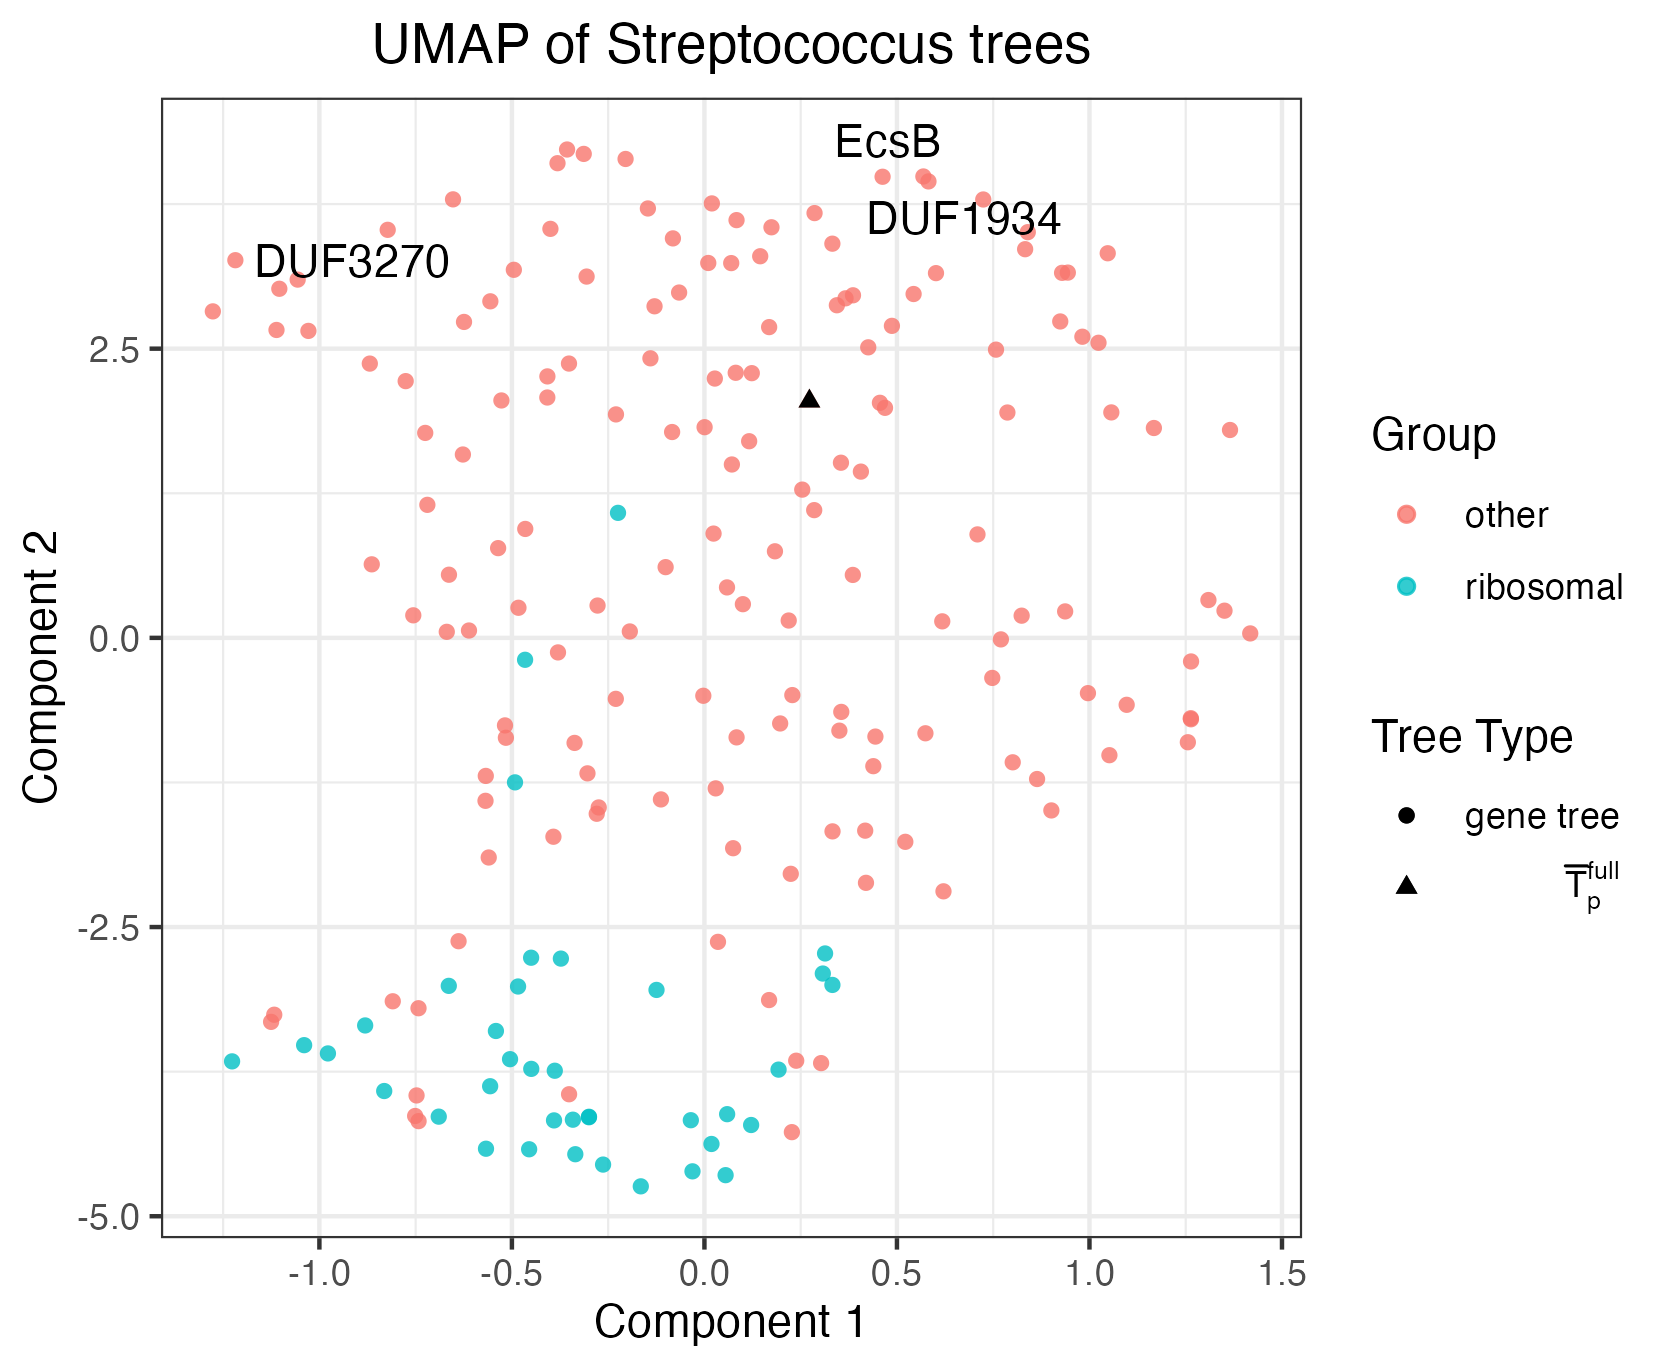 UMAP of Streptococcus trees
EcsB
DUF1934
DUF3270
Component 2
2.5
0.0
-2.5
-5.0
-1.0
-0.5
0.0
0.5
1.0
1.5
Component 1
Group
other
ribosomal
Tree Type
gene tree
T̅ₚ^full